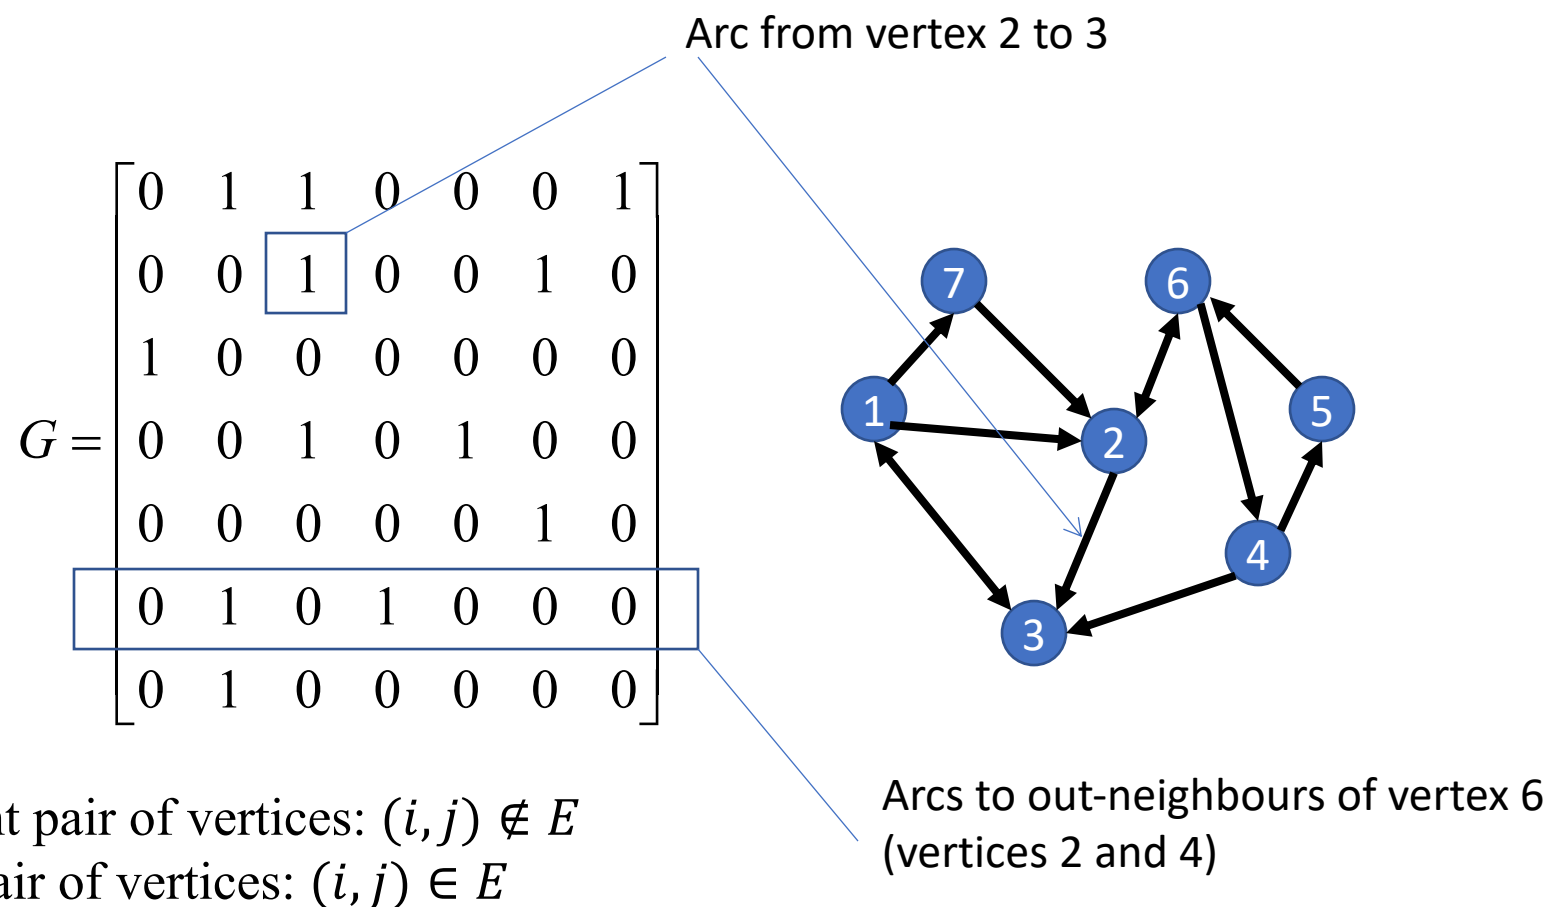 Arc from vertex 2 to 3
0 1 1 0 0 0 1
0 0 1 0 0 1 0
1 0 0 0 0 0 0
G = 0 0 1 0 1 0 0
0 0 0 0 0 1 0
0 1 0 1 0 0 0
0 1 0 0 0 0 0
7 6
1 5
2
4
3
pair of vertices: (i, j) ∉ E
of vertices: (i, j) ∈ E
Arcs to out-neighbours of vertex 6
(vertices 2 and 4)